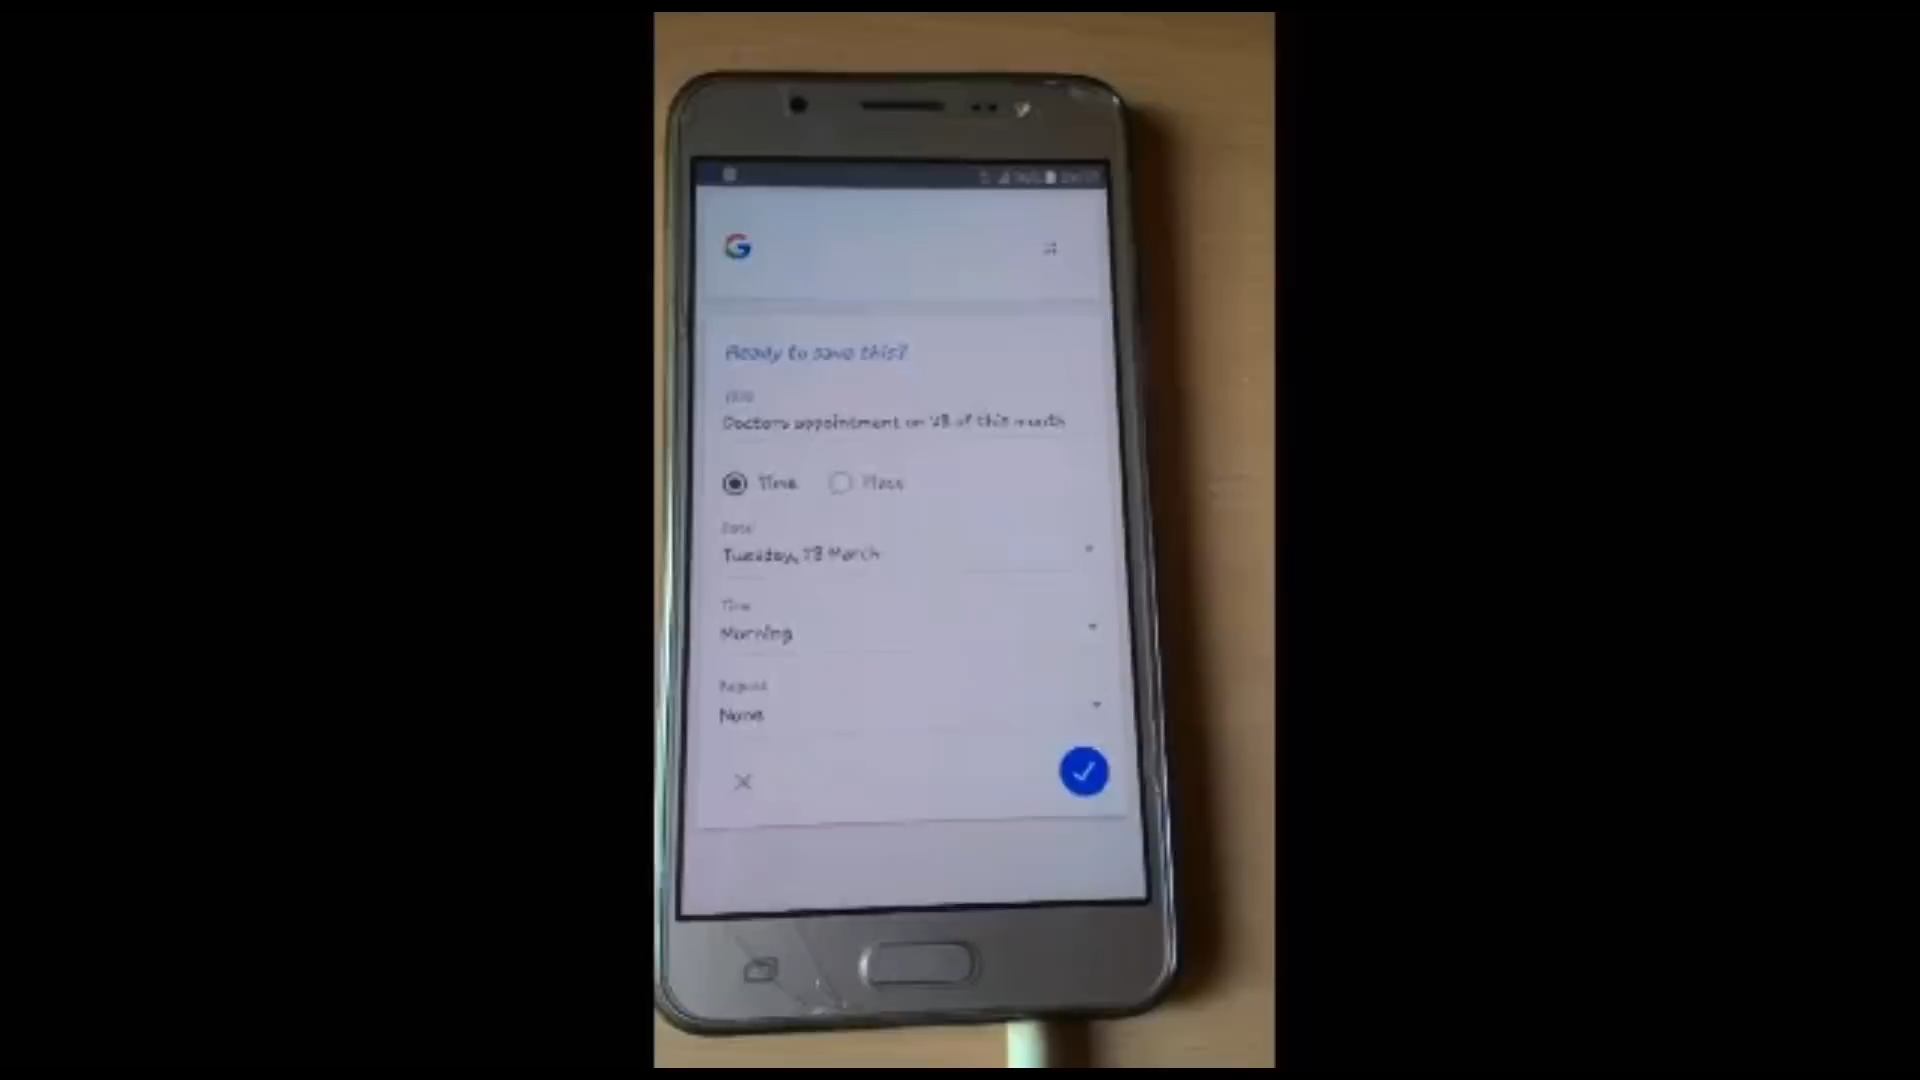 G
Ready to save this?
Title
Doctors appointment on 13 of this month
Time Place
Date
Tuesday, 13 March
Time
Morning
Repeat
None